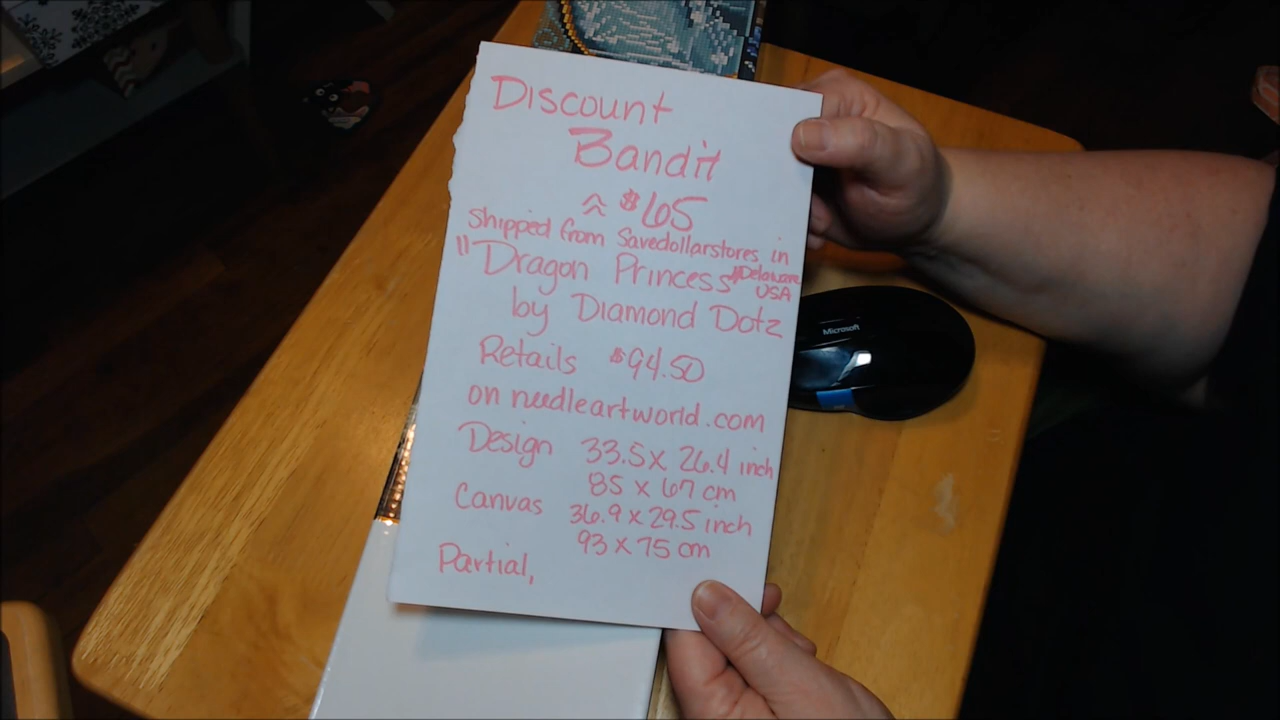 Discount
Bandit
^^ $65
shipped from Savedollarstores in
Delaware
USA
"Dragon Princess"
by Diamond Dotz
Retails $94.50
on needleartworld.com
Design 33.5 x 26.4 inch
85 x 67 cm
Canvas 36.9 x 29.5 inch
93 x 75 cm
Partial,
Microsoft